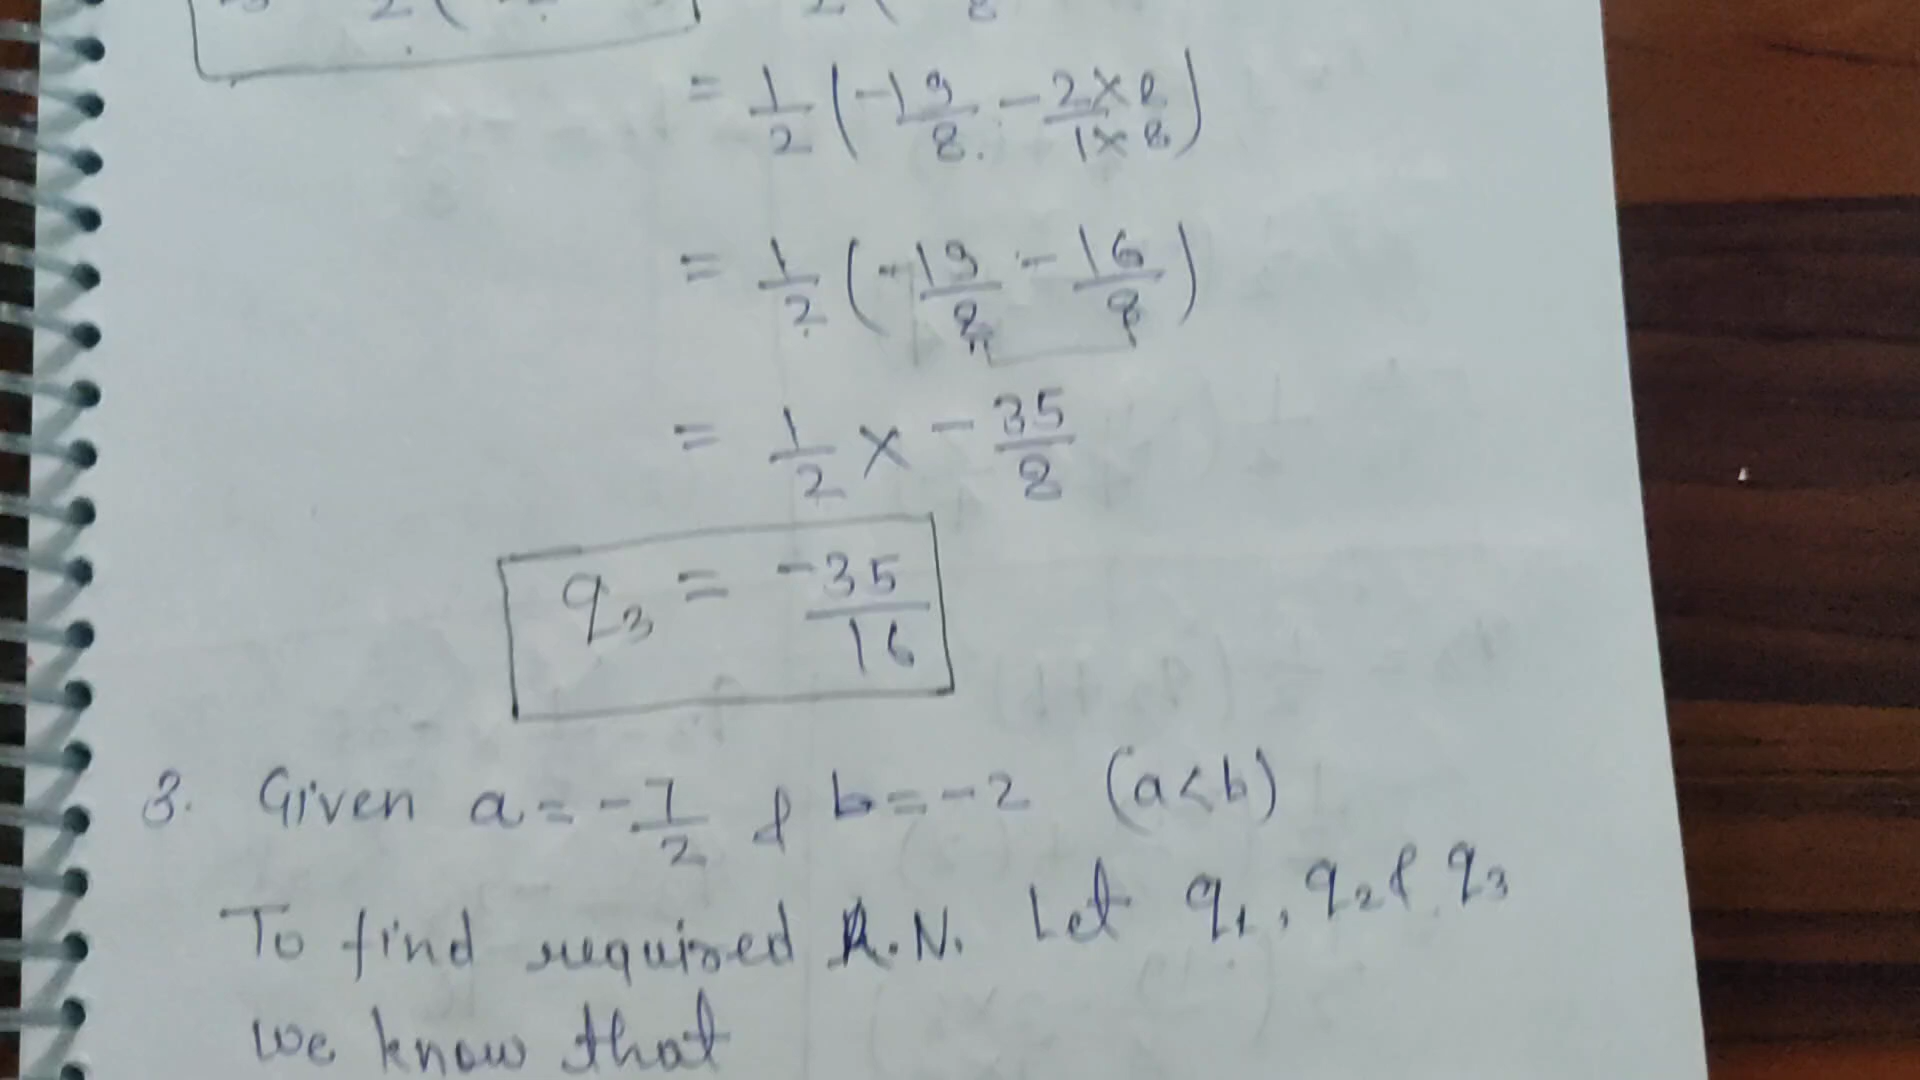 = 1/2 (-19/8 - 2×8/1×8)
= 1/2 (-19/8 - 16/8)
= 1/2 × -35/8
q₃ = -35/16
3. Given a = -7/2 & b = -2 (a<b)
To find required R.N. Let q₁, q₂ & q₃
we know that